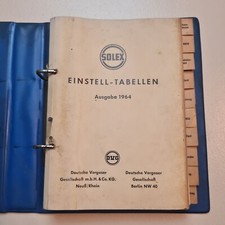 SOLEX
EINSTELL-TABELLEN
Ausgabe 1964
DVG
Deutsche Vergaser
Gesellschaft m.b.H. & Co. KG.
Neuß/Rhein
Deutsche Vergaser
Gesellschaft
Berlin NW 40